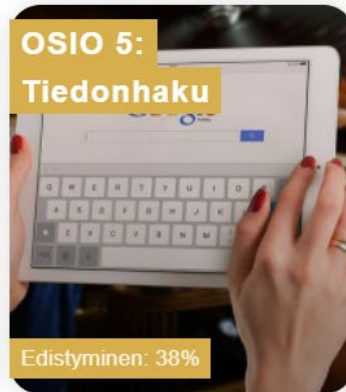 OSIO 5:
Tiedonhaku
Google
Q W E R T Y U I O
A S D F G H J K
Z X C V B N M
Edistyminen: 38%